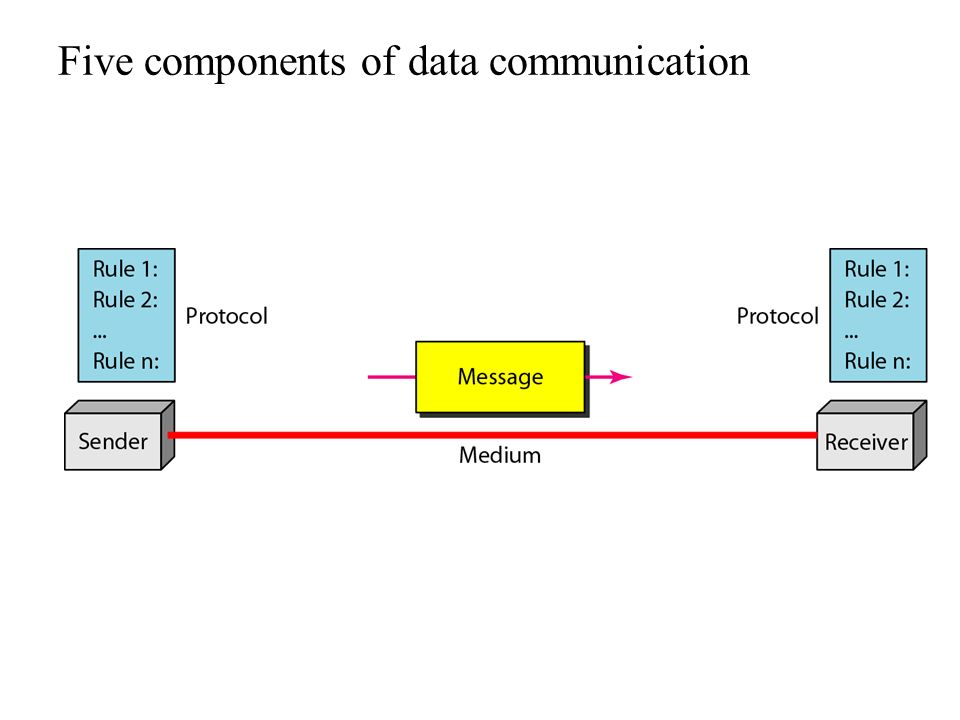 Five components of data communication
Rule 1:
Rule 2:
...
Rule n:
Protocol
Protocol
Rule 1:
Rule 2:
...
Rule n:
Message
Sender
Medium
Receiver